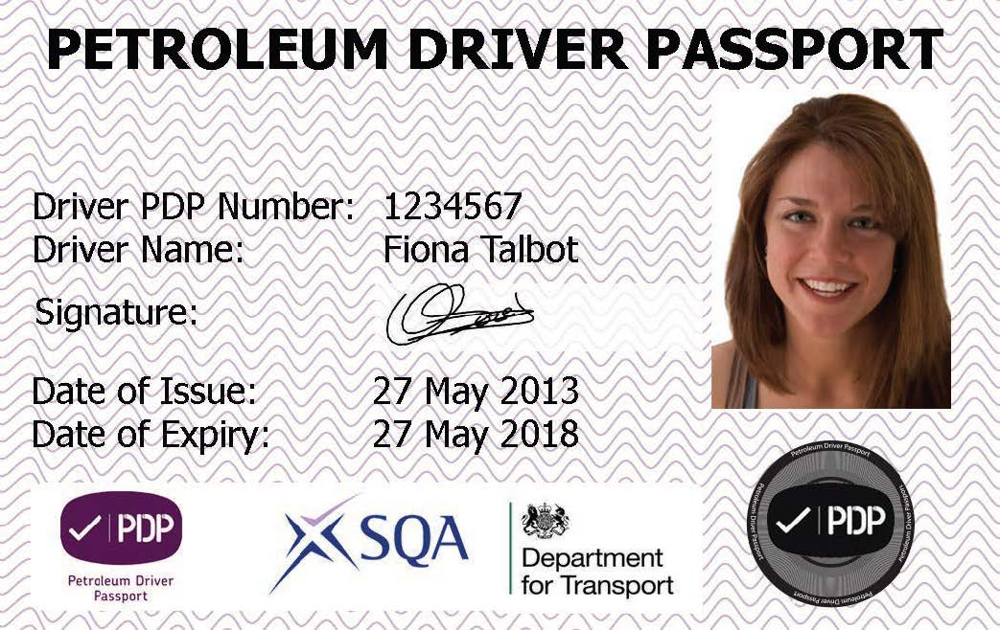 PETROLEUM DRIVER PASSPORT
Driver PDP Number: 1234567
Driver Name: Fiona Talbot
Signature:
Date of Issue: 27 May 2013
Date of Expiry: 27 May 2018
PDP
Petroleum Driver
Passport
SQA
Department
for Transport
Petroleum Driver Passport
Petroleum Driver Passport
Petroleum Driver Passport
Petroleum Driver Passport
PDP